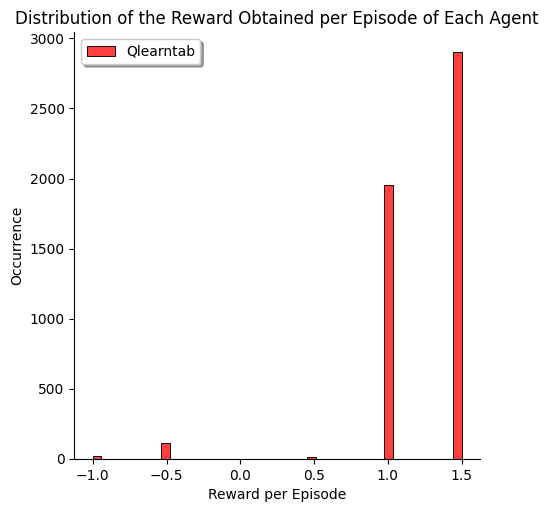 Distribution of the Reward Obtained per Episode of Each Agent
Qlearntab
3000
2500
2000
1500
1000
500
0
Occurrence
−1.0 −0.5 0.0 0.5 1.0 1.5
Reward per Episode